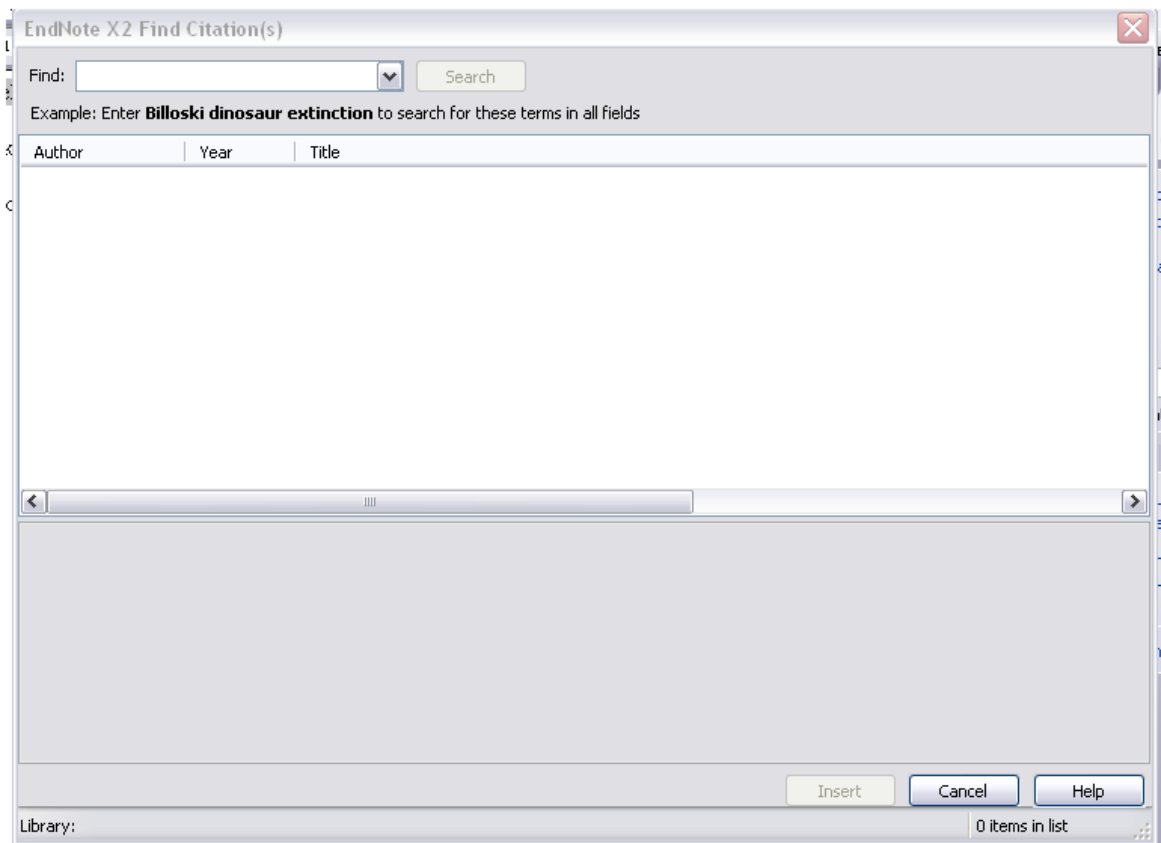 EndNote X2 Find Citation(s)
Find: Search
Example: Enter Billoski dinosaur extinction to search for these terms in all fields
Author Year Title
Insert Cancel Help
Library: 0 items in list